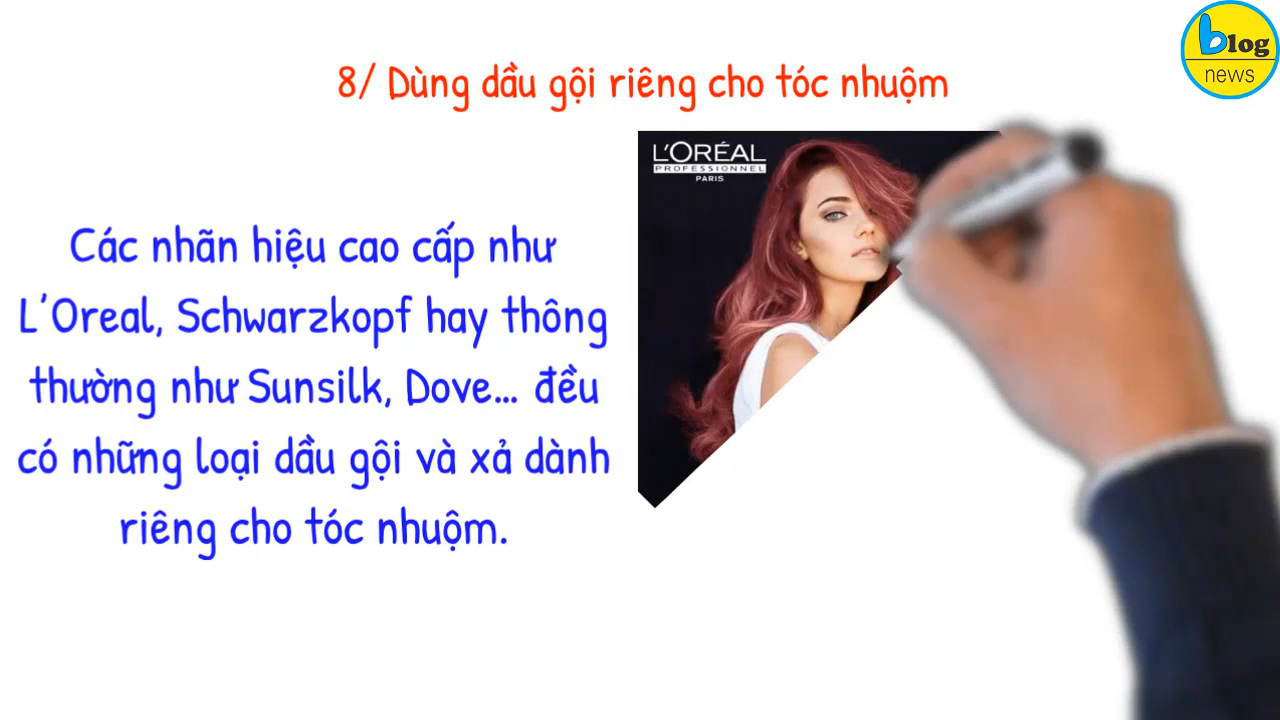 blog
news
8/ Dùng dầu gội riêng cho tóc nhuộm
L'ORÉAL
PROFESSIONNEL
PARIS
Các nhãn hiệu cao cấp như
L'Oreal, Schwarzkopf hay thông
thường như Sunsilk, Dove... đều
có những loại dầu gội và xả dành
riêng cho tóc nhuộm.